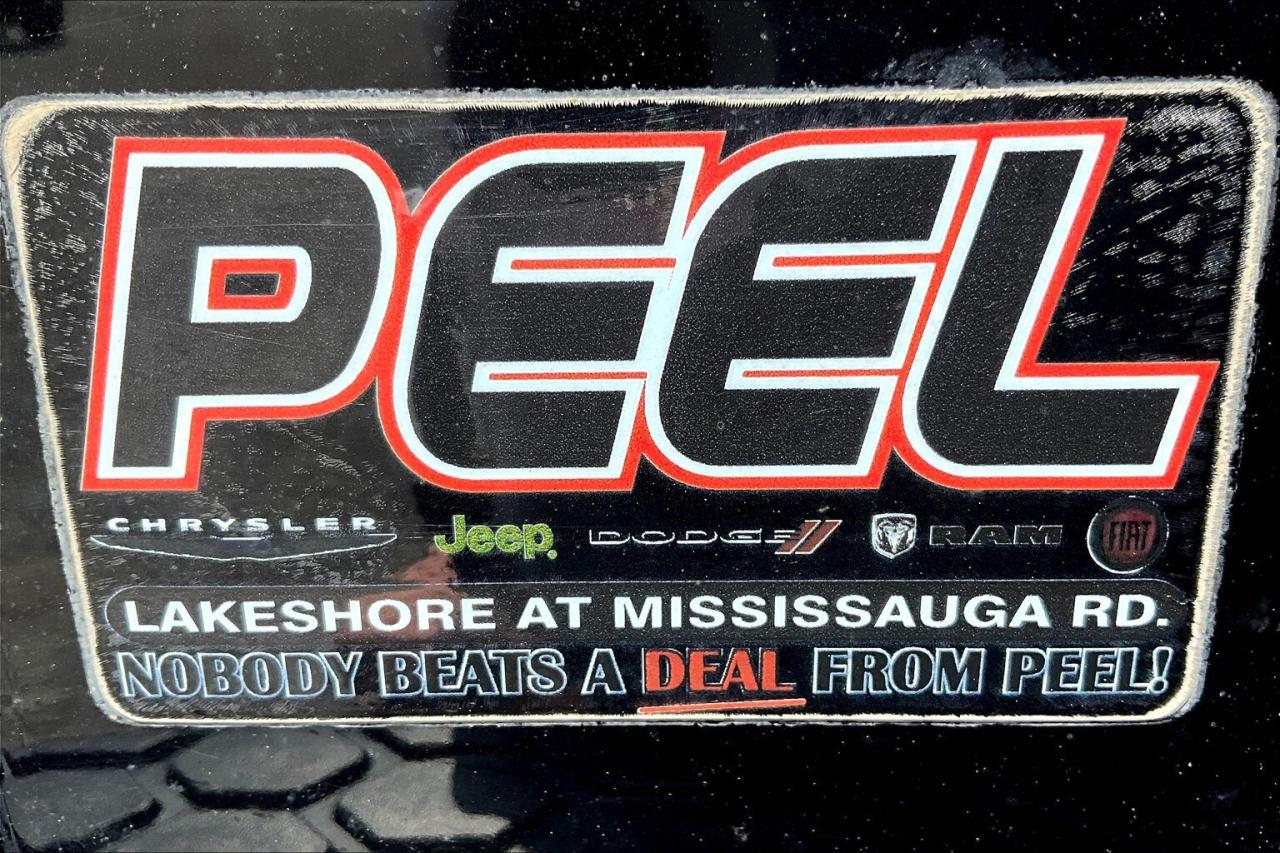 PEEL
CHRYSLER Jeep. DODGE RAM FIAT
LAKESHORE AT MISSISSAUGA RD.
NOBODY BEATS A DEAL FROM PEEL!